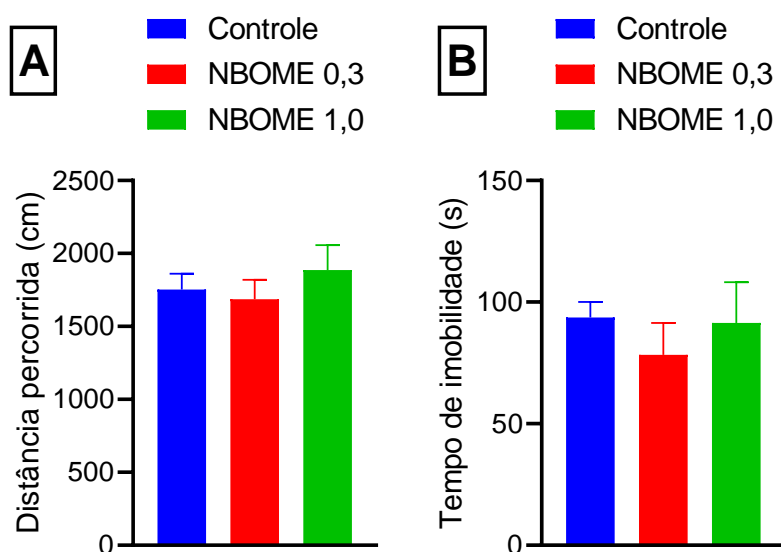 A
Controle
NBOME 0,3
NBOME 1,0
Distância percorrida (cm)
2500
2000
1500
1000
500
0
B
Controle
NBOME 0,3
NBOME 1,0
Tempo de imobilidade (s)
150
100
50
0